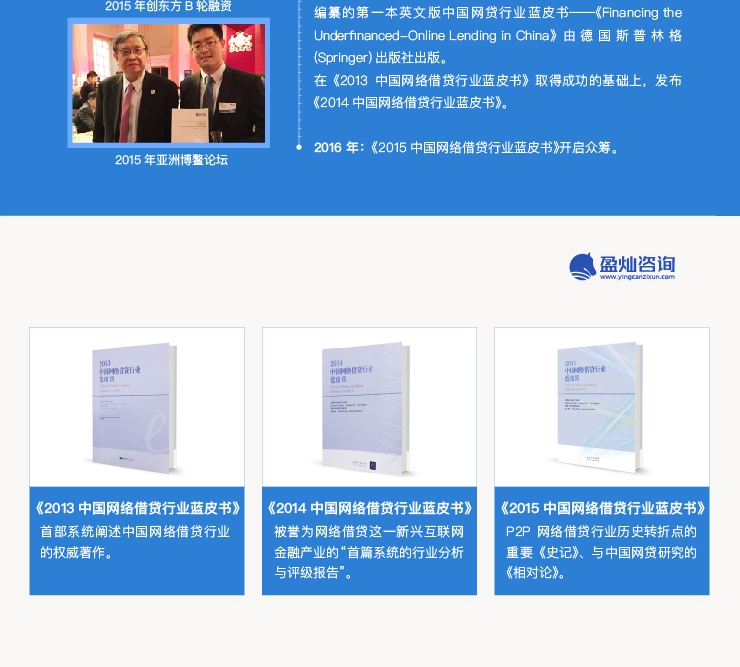 2015 年创东方 B 轮融资
2015 年亚洲博鳌论坛
编纂的第一本英文版中国网贷行业蓝皮书——《Financing the
Underfinanced-Online Lending in China》由德国斯普林格
(Springer) 出版社出版。
在《2013 中国网络借贷行业蓝皮书》取得成功的基础上，发布
《2014 中国网络借贷行业蓝皮书》。
2016 年：《2015 中国网络借贷行业蓝皮书》开启众筹。
盈灿咨询
www.yingcanzixun.com
2013
中国网络借贷行业
蓝皮书
2014
中国网络借贷行业
蓝皮书
2015
中国网络借贷行业
蓝皮书
《2013 中国网络借贷行业蓝皮书》
首部系统阐述中国网络借贷行业
的权威著作。
《2014 中国网络借贷行业蓝皮书》
被誉为网络借贷这一新兴互联网
金融产业的“首篇系统的行业分析
与评级报告”。
《2015 中国网络借贷行业蓝皮书》
P2P 网络借贷行业历史转折点的
重要《史记》、与中国网贷研究的
《相对论》。